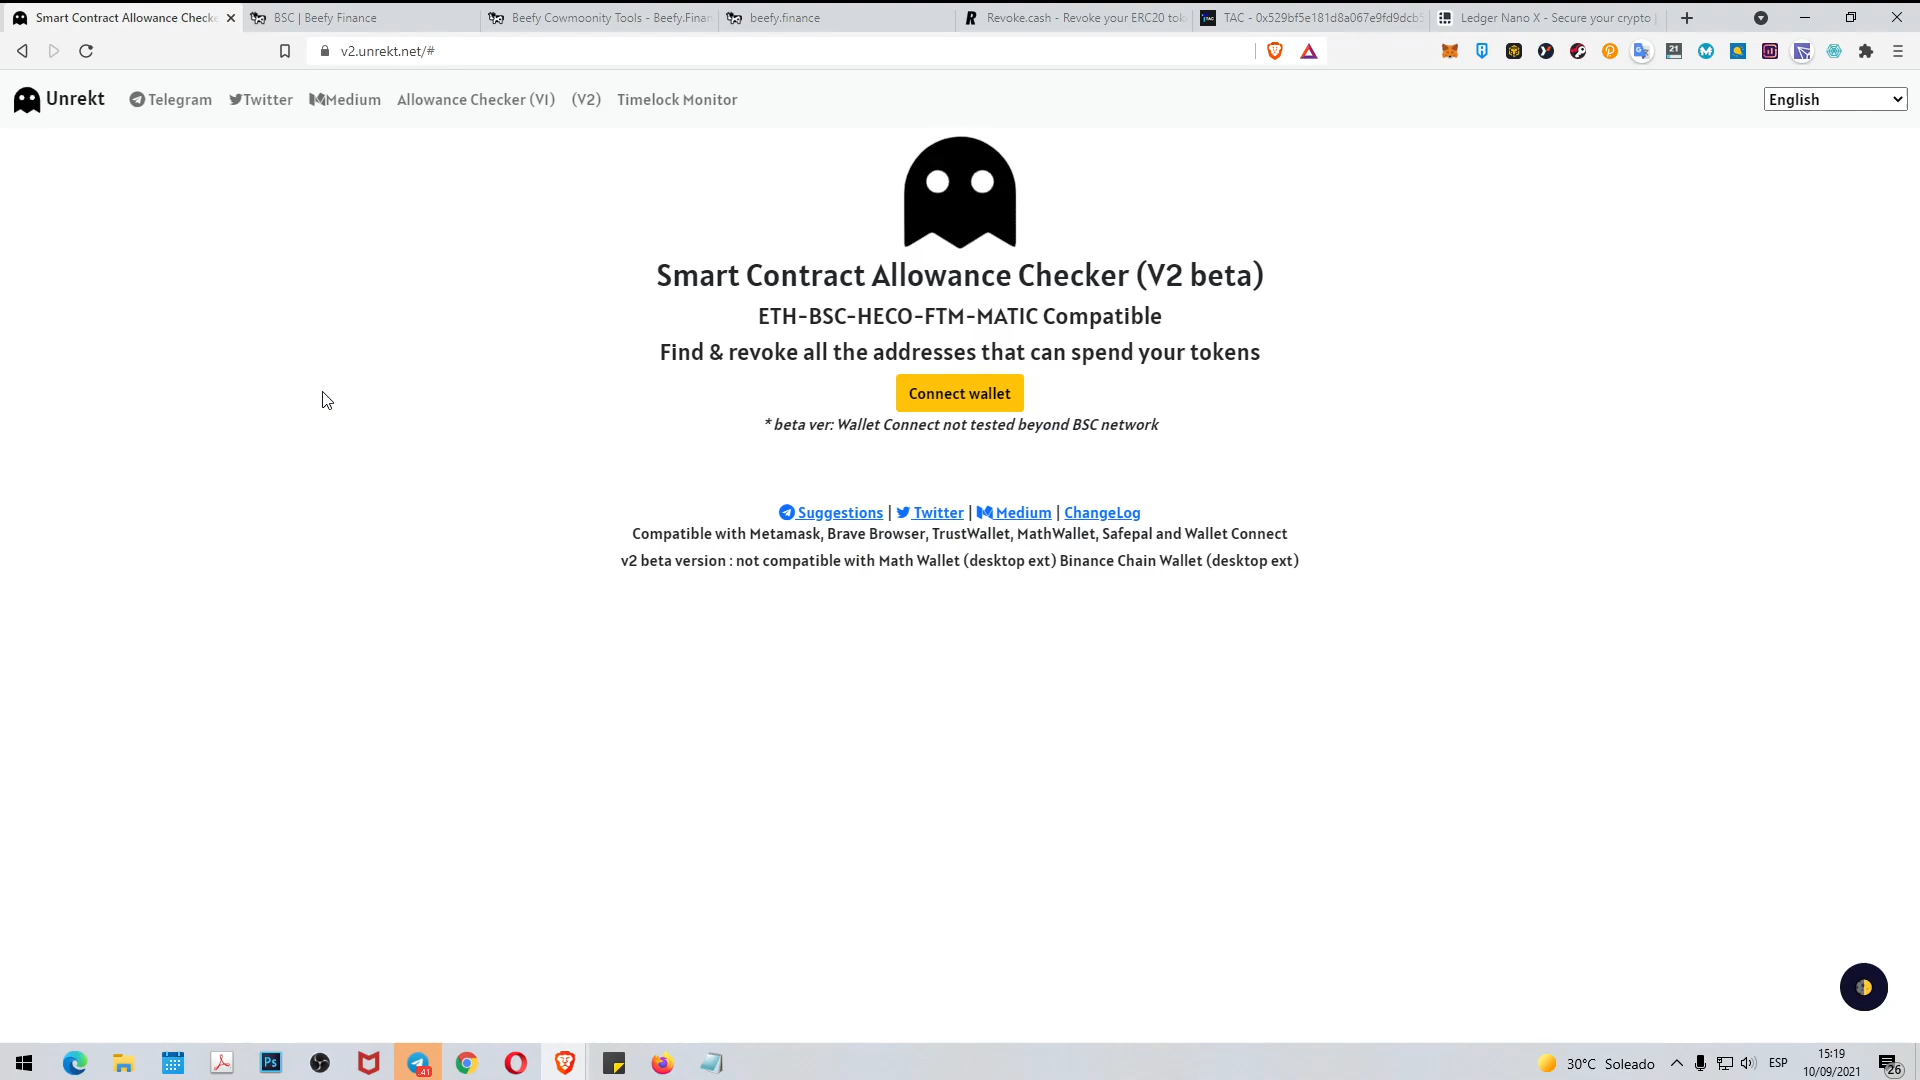 Smart Contract Allowance Checke
BSC | Beefy Finance
Beefy Cowmoonity Tools - Beefy.Finan
beefy.finance
Revoke.cash - Revoke your ERC20 tok
TAC - 0x529bf5e181d8a067e9fd9dcb5
Ledger Nano X - Secure your crypto |
v2.unrekt.net/#
21
Unrekt
Telegram
Twitter
Medium
Allowance Checker (V1)
(V2)
Timelock Monitor
English
Smart Contract Allowance Checker (V2 beta)
ETH-BSC-HECO-FTM-MATIC Compatible
Find & revoke all the addresses that can spend your tokens
Connect wallet
* beta ver: Wallet Connect not tested beyond BSC network
Suggestions | Twitter | Medium | ChangeLog
Compatible with Metamask, Brave Browser, TrustWallet, MathWallet, Safepal and Wallet Connect
v2 beta version : not compatible with Math Wallet (desktop ext) Binance Chain Wallet (desktop ext)
Ps
41
30°C Soleado
ESP
15:19
10/09/2021
26